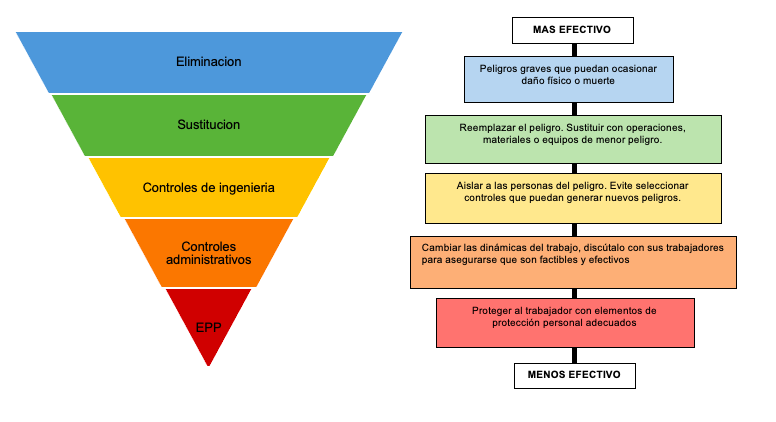 Eliminacion
Sustitucion
Controles de ingenieria
Controles
administrativos
EPP
MAS EFECTIVO
Peligros graves que puedan ocasionar
daño físico o muerte
Reemplazar el peligro. Sustituir con operaciones,
materiales o equipos de menor peligro.
Aislar a las personas del peligro. Evite seleccionar
controles que puedan generar nuevos peligros.
Cambiar las dinámicas del trabajo, discútalo con sus trabajadores
para asegurarse que son factibles y efectivos
Proteger al trabajador con elementos de
protección personal adecuados
MENOS EFECTIVO